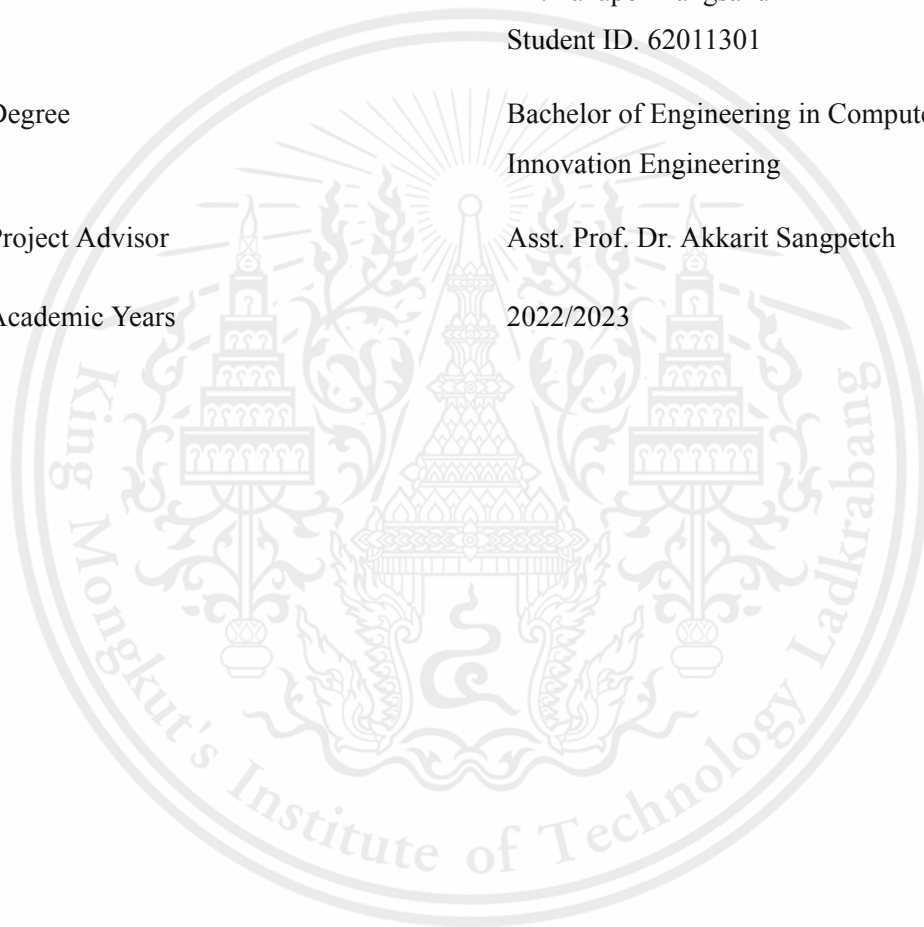 Student ID. 62011301
Degree
Bachelor of Engineering in
Innovation Engineering
Project Advisor
Asst. Prof. Dr. Akkarit Sangpetch
Academic Years
2022/2023
King Mongkut's Institute of Technology Ladkrabang